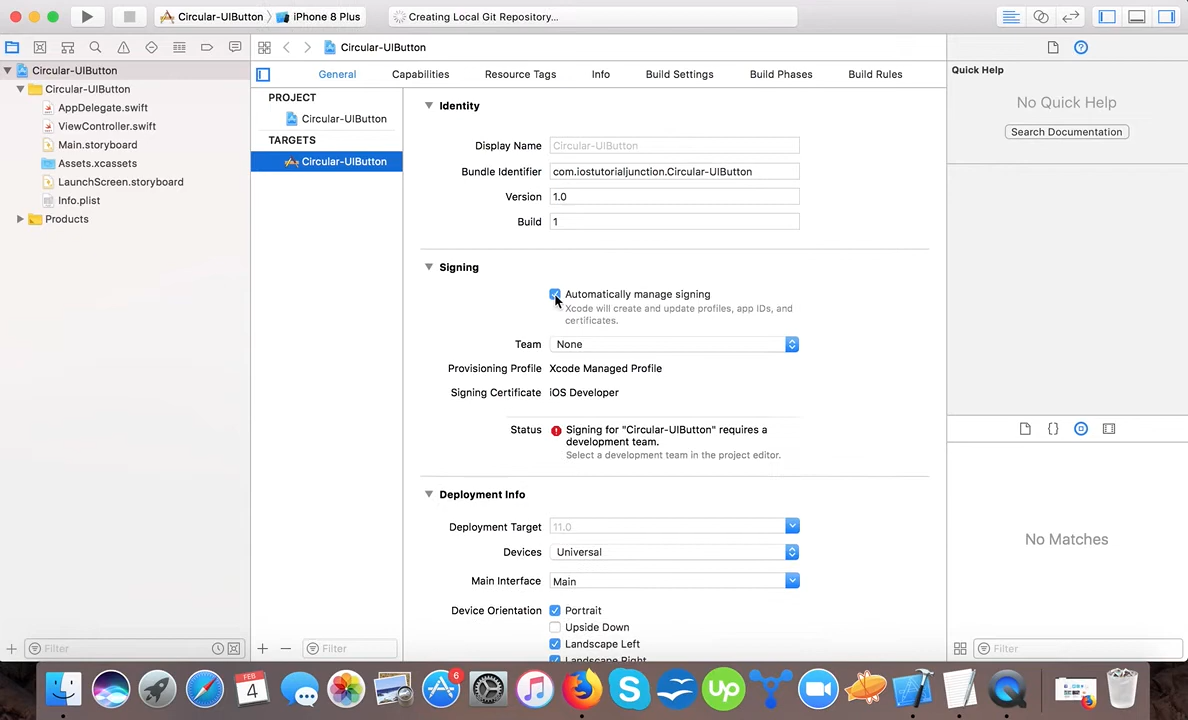 Circular-UIButton
iPhone 8 Plus
Creating Local Git Repository...
Circular-UIButton
Circular-UIButton
Circular-UIButton
AppDelegate.swift
ViewController.swift
Main.storyboard
Assets.xcassets
LaunchScreen.storyboard
Info.plist
Products
General
Capabilities
Resource Tags
Info
Build Settings
Build Phases
Build Rules
PROJECT
Circular-UIButton
TARGETS
Circular-UIButton
Identity
Display Name Circular-UIButton
Bundle Identifier com.iostutorialjunction.Circular-UIButton
Version 1.0
Build 1
Signing
Automatically manage signing
Xcode will create and update profiles, app IDs, and
certificates.
Team None
Provisioning Profile Xcode Managed Profile
Signing Certificate iOS Developer
Status Signing for "Circular-UIButton" requires a
development team.
Select a development team in the project editor.
Deployment Info
Deployment Target 11.0
Devices Universal
Main Interface Main
Device Orientation Portrait
Upside Down
Landscape Left
Landscape Right
Quick Help
No Quick Help
Search Documentation
No Matches
Filter
Filter
Filter
FEB
4
6
Up